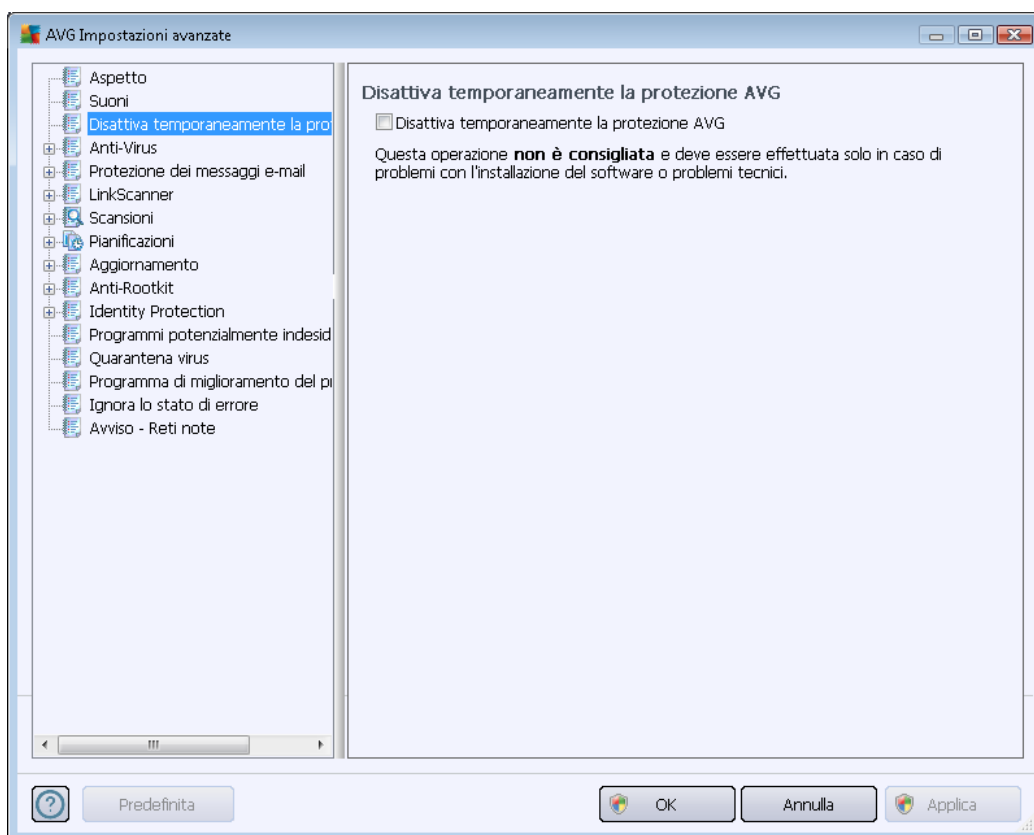 AVG Impostazioni avanzate
Aspetto
Suoni
Disattiva temporaneamente la pro
Anti-Virus
Protezione dei messaggi e-mail
LinkScanner
Scansioni
Pianificazioni
Aggiornamento
Anti-Rootkit
Identity Protection
Programmi potenzialmente indesid
Quarantena virus
Programma di miglioramento del pr
Ignora lo stato di errore
Avviso - Reti note
Disattiva temporaneamente la protezione AVG
Disattiva temporaneamente la protezione AVG
Questa operazione non è consigliata e deve essere effettuata solo in caso di
problemi con l'installazione del software o problemi tecnici.
?
Predefinita
OK
Annulla
Applica